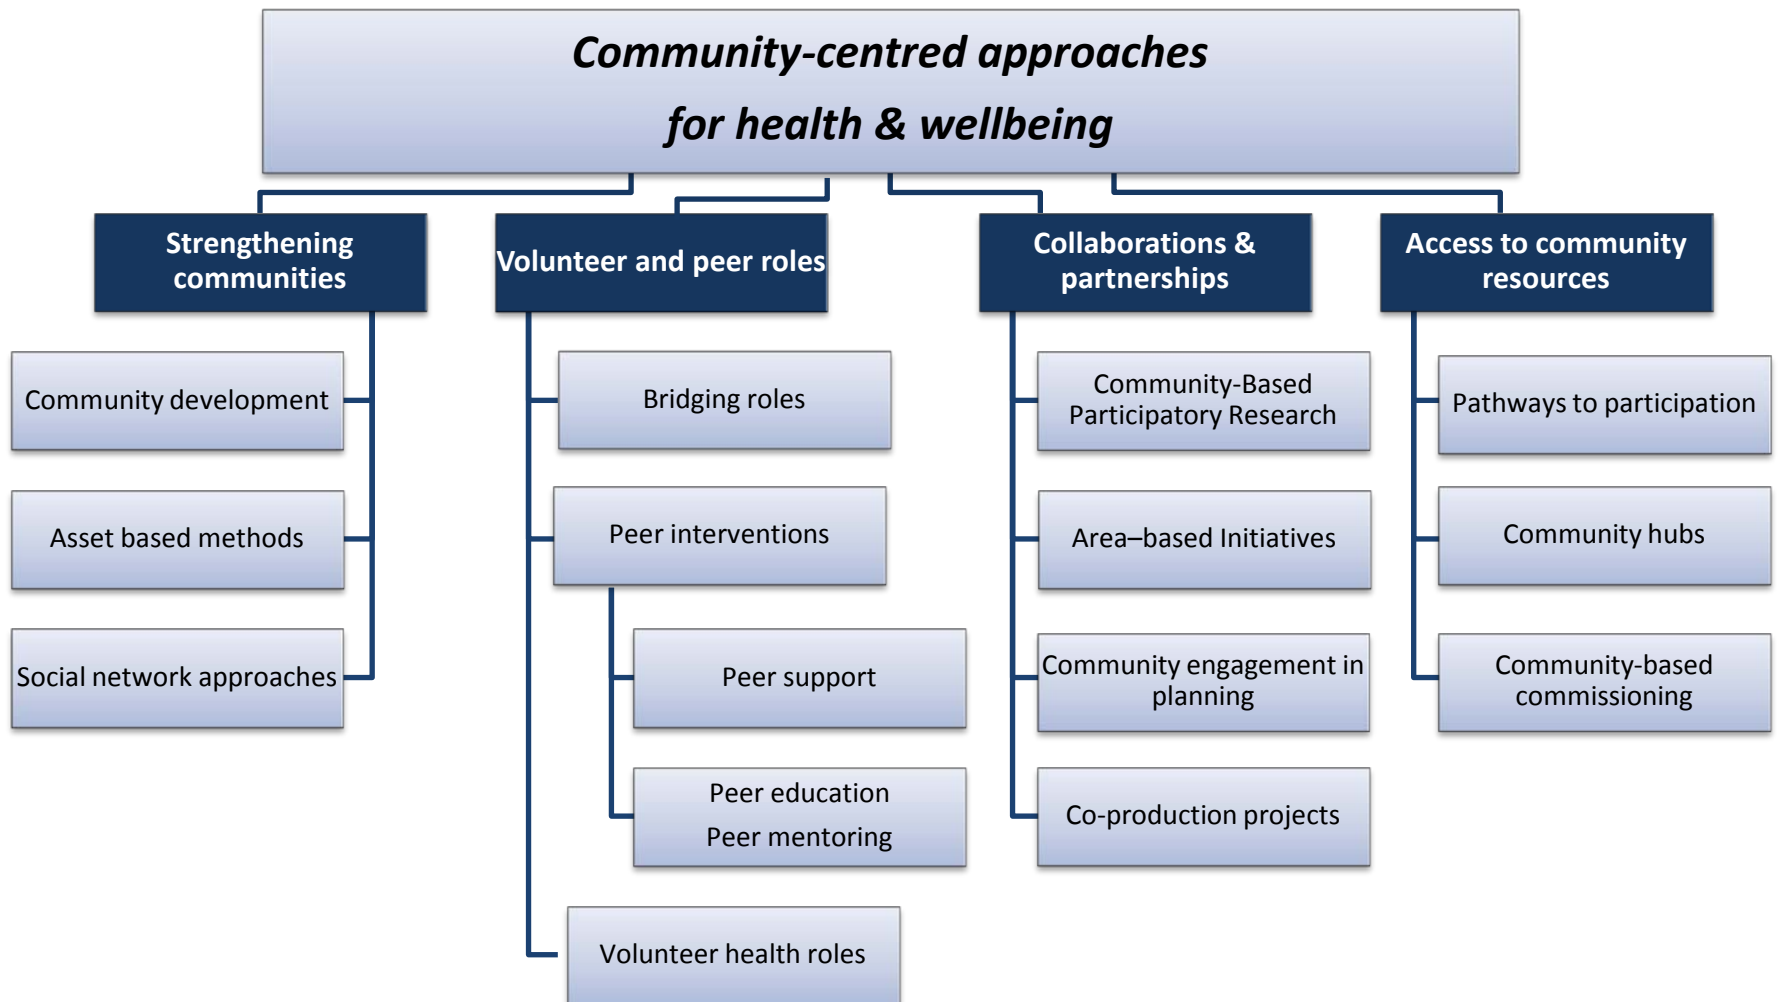 Community-centred approaches
for health & wellbeing
Strengthening
communities
Community development
Asset based methods
Social network approaches
Volunteer and peer roles
Bridging roles
Peer interventions
Peer support
Peer education
Peer mentoring
Volunteer health roles
Collaborations &
partnerships
Community-Based
Participatory Research
Area–based Initiatives
Community engagement in
planning
Co-production projects
Access to community
resources
Pathways to participation
Community hubs
Community-based
commissioning